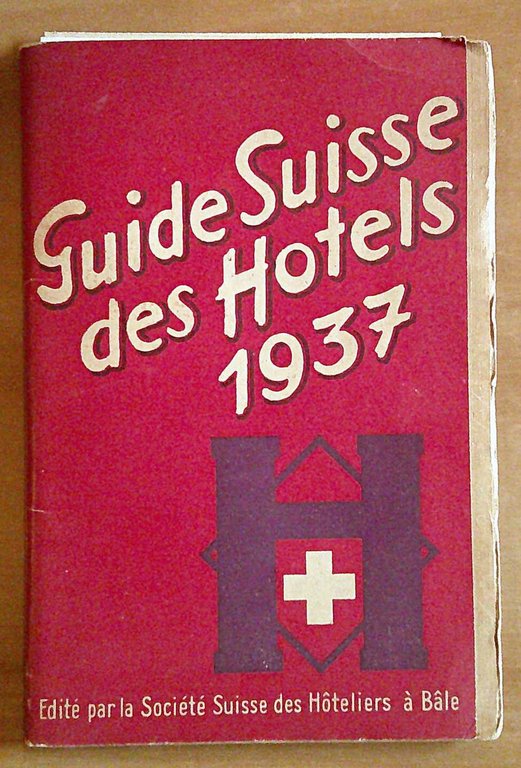 Guide Suisse
des Hotels
1937
H
Edité par la Société Suisse des Hôteliers à Bâle